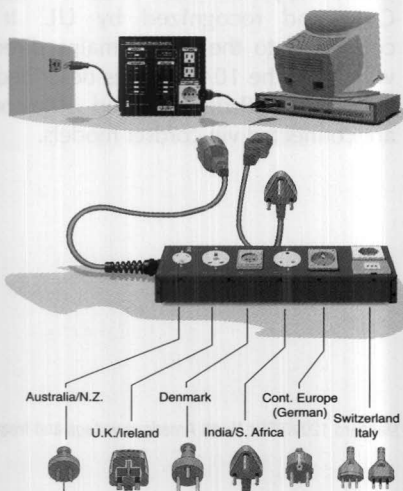 Australia/N.Z.
U.K./Ireland
Denmark
India/S. Africa
Cont. Europe
(German)
Switzerland
Italy